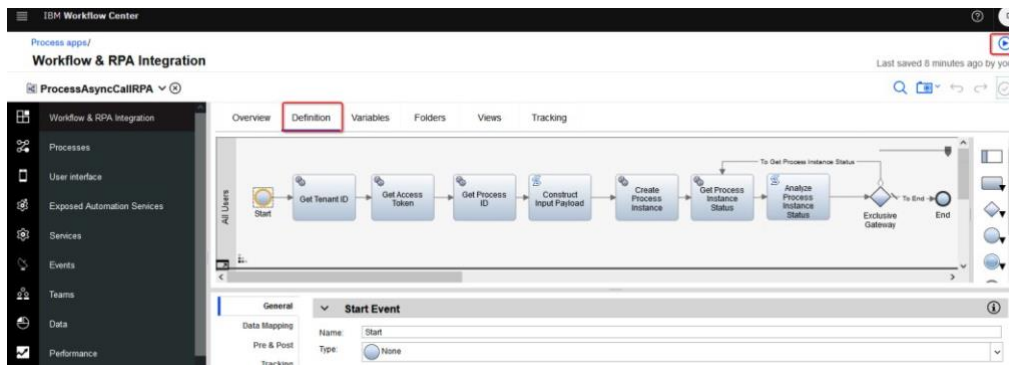 IBM Workflow Center
Process apps/
Workflow & RPA Integration
Last saved 8 minutes ago by you
ProcessAsyncCallRPA
Workflow & RPA Integration
Processes
User interface
Exposed Automation Services
Services
Events
Teams
Data
Performance
Overview
Definition
Variables
Folders
Views
Tracking
All Users
Start
Get Tenant ID
Get Access
Token
Get Process
ID
Construct
Input Payload
Create
Process
Instance
Get Process
Instance
Status
Analyze
Process
Instance
Status
To Get Process Instance Status
Exclusive
Gateway
To End
End
General
Data Mapping
Pre & Post
Tracking
Start Event
Name:
Start
Type:
None